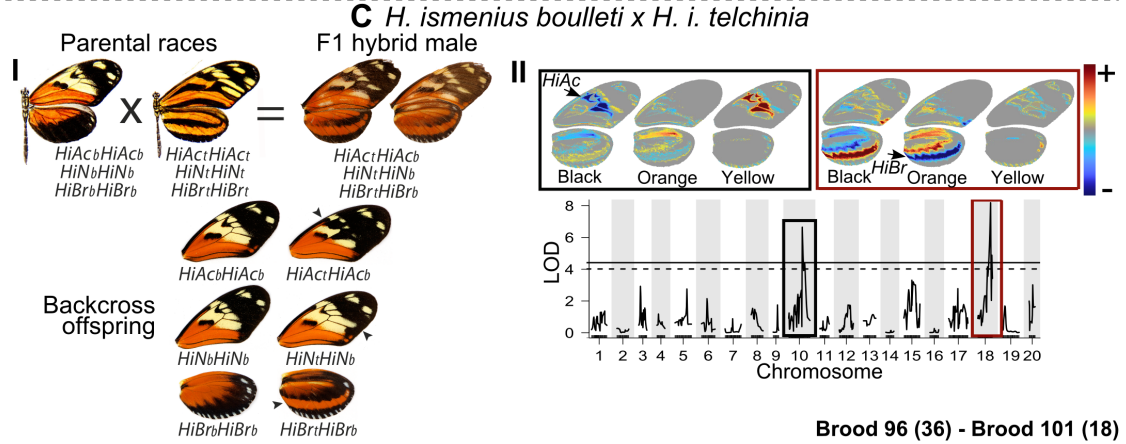 C H. ismenius boulleti x H. i. telchinia
I
Parental races
F1 hybrid male
X
=
HiAcbHiAcb
HiNbHiNb
HiBrbHiBrb
HiActHiAct
HiNtHiNt
HiBrtHiBrt
HiActHiAcb
HiNtHiNb
HiBrtHiBrb
Backcross
offspring
HiAcbHiAcb
HiActHiAcb
HiNbHiNb
HiNtHiNb
HiBrbHiBrb
HiBrtHiBrb
II
HiAc
Black
Orange
Yellow
HiBr
Black
Orange
Yellow
+
-
LOD
8
6
4
2
0
1 2 3 4 5 6 7 8 9 10 11 12 13 14 15 16 17 18 19 20
Chromosome
Brood 96 (36) - Brood 101 (18)